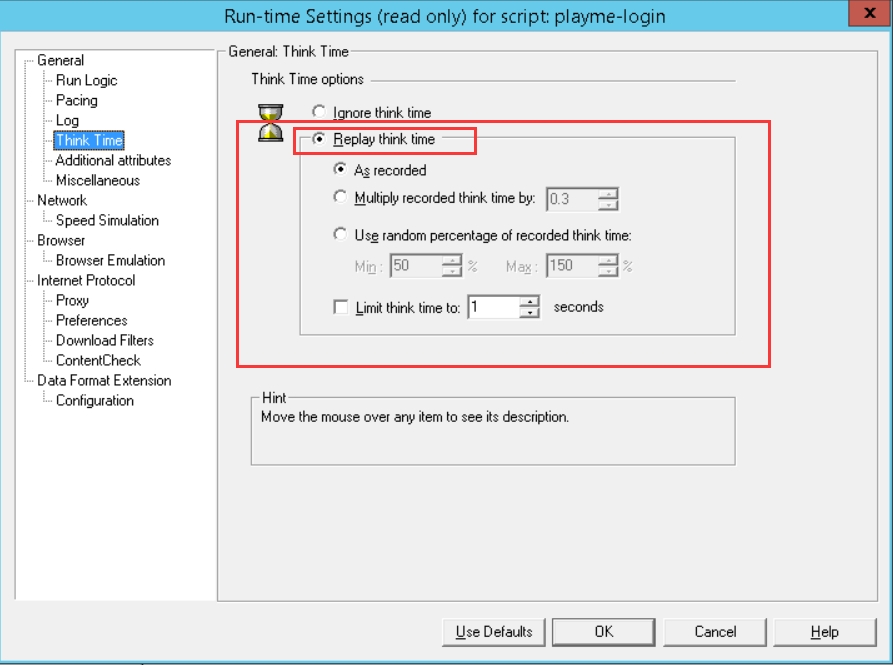 Run-time Settings (read only) for script: playme-login
x
General
Run Logic
Pacing
Log
Think Time
Additional attributes
Miscellaneous
Network
Speed Simulation
Browser
Browser Emulation
Internet Protocol
Proxy
Preferences
Download Filters
ContentCheck
Data Format Extension
Configuration
General: Think Time
Think Time options
Ignore think time
Replay think time
As recorded
Multiply recorded think time by: 0.3
Use random percentage of recorded think time:
Min: 50 % Max: 150 %
Limit think time to: 1 seconds
Hint
Move the mouse over any item to see its description.
Use Defaults OK Cancel Help